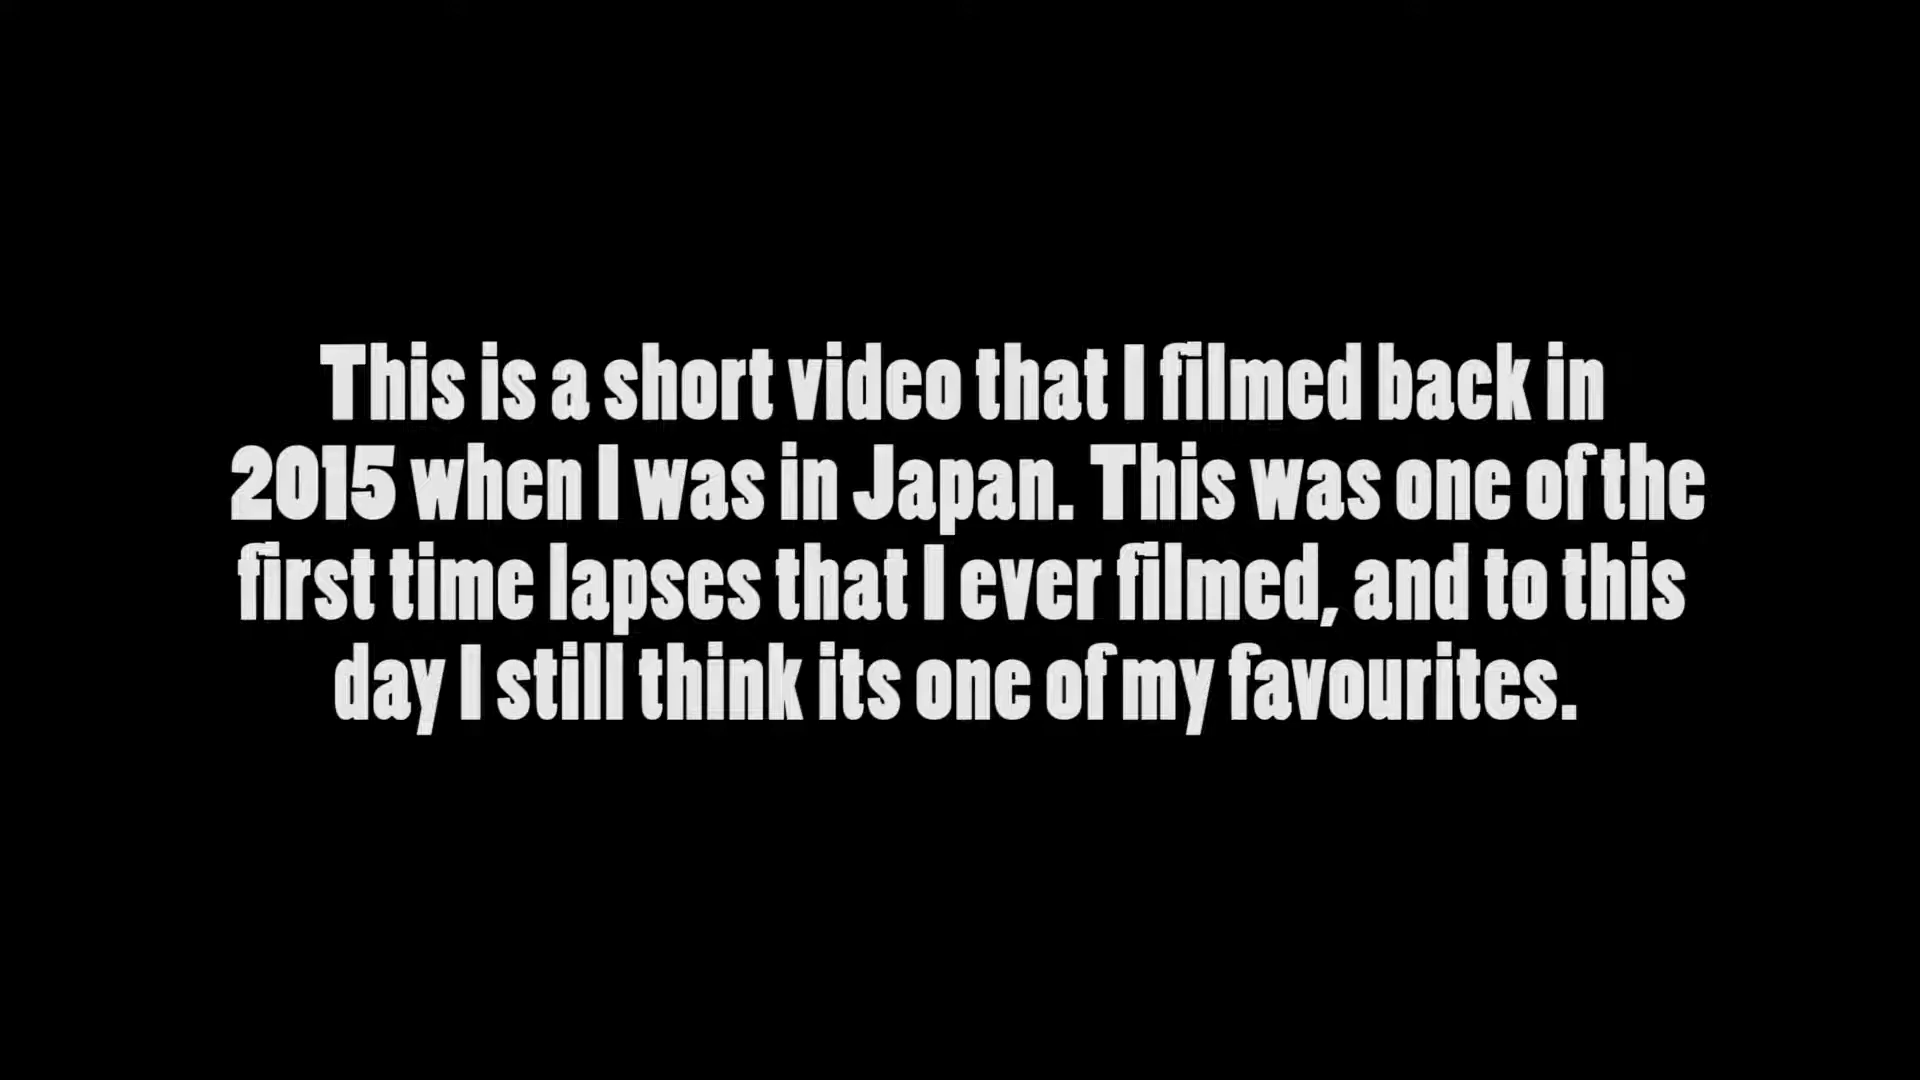 This is a short video that I filmed back in
2015 when I was in Japan. This was one of the
first time lapses that I ever filmed, and to this
day I still think its one of my favourites.